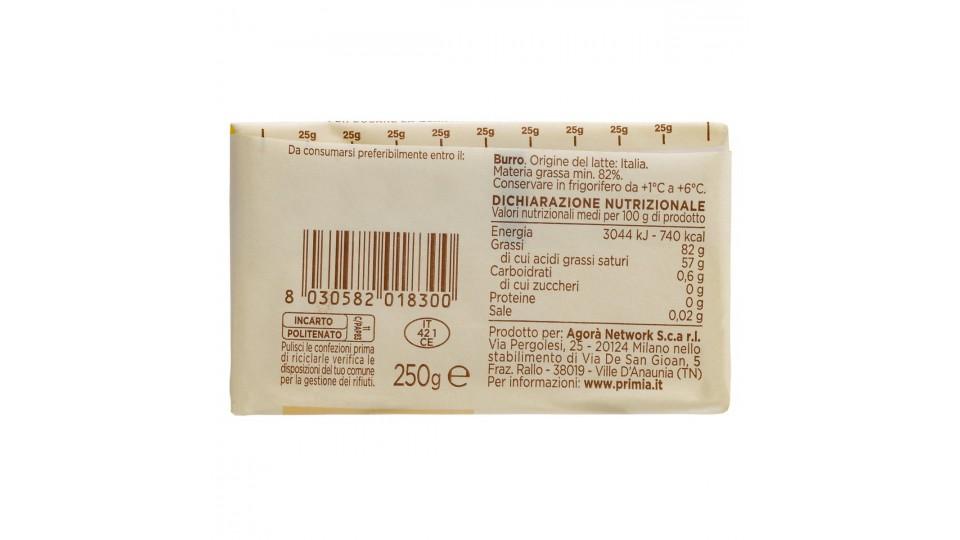 25g 25g 25g 25g 25g 25g 25g 25g 25g
Da consumarsi preferibilmente entro il:
8 030582 018300
INCARTO
POLITENATO
C/PAP83
11
IT
42 1
CE
Pulisci le confezioni prima
di riciclarle verifica le
disposizioni del tuo comune
per la gestione dei rifiuti.
250g e
Burro. Origine del latte: Italia.
Materia grassa min. 82%.
Conservare in frigorifero da +1°C a +6°C.
DICHIARAZIONE NUTRIZIONALE
Valori nutrizionali medi per 100 g di prodotto
Energia 3044 kJ - 740 kcal
Grassi 82 g
di cui acidi grassi saturi 57 g
Carboidrati 0,6 g
di cui zuccheri 0 g
Proteine 0 g
Sale 0,02 g
Prodotto per: Agorà Network S.c.a r.l.
Via Pergolesi, 25 - 20124 Milano nello
stabilimento di Via De San Gioan, 5
Fraz. Rallo - 38019 - Ville D'Anaunia (TN)
Per informazioni: www.primia.it